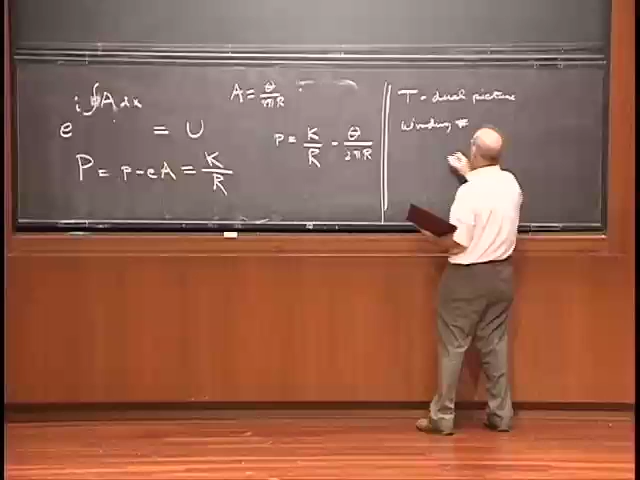 e^{i∮A dx} = U
P = p - eA = K/R
A = θ/2πR
p = K/R - θ/2πR
T-dual picture
winding #